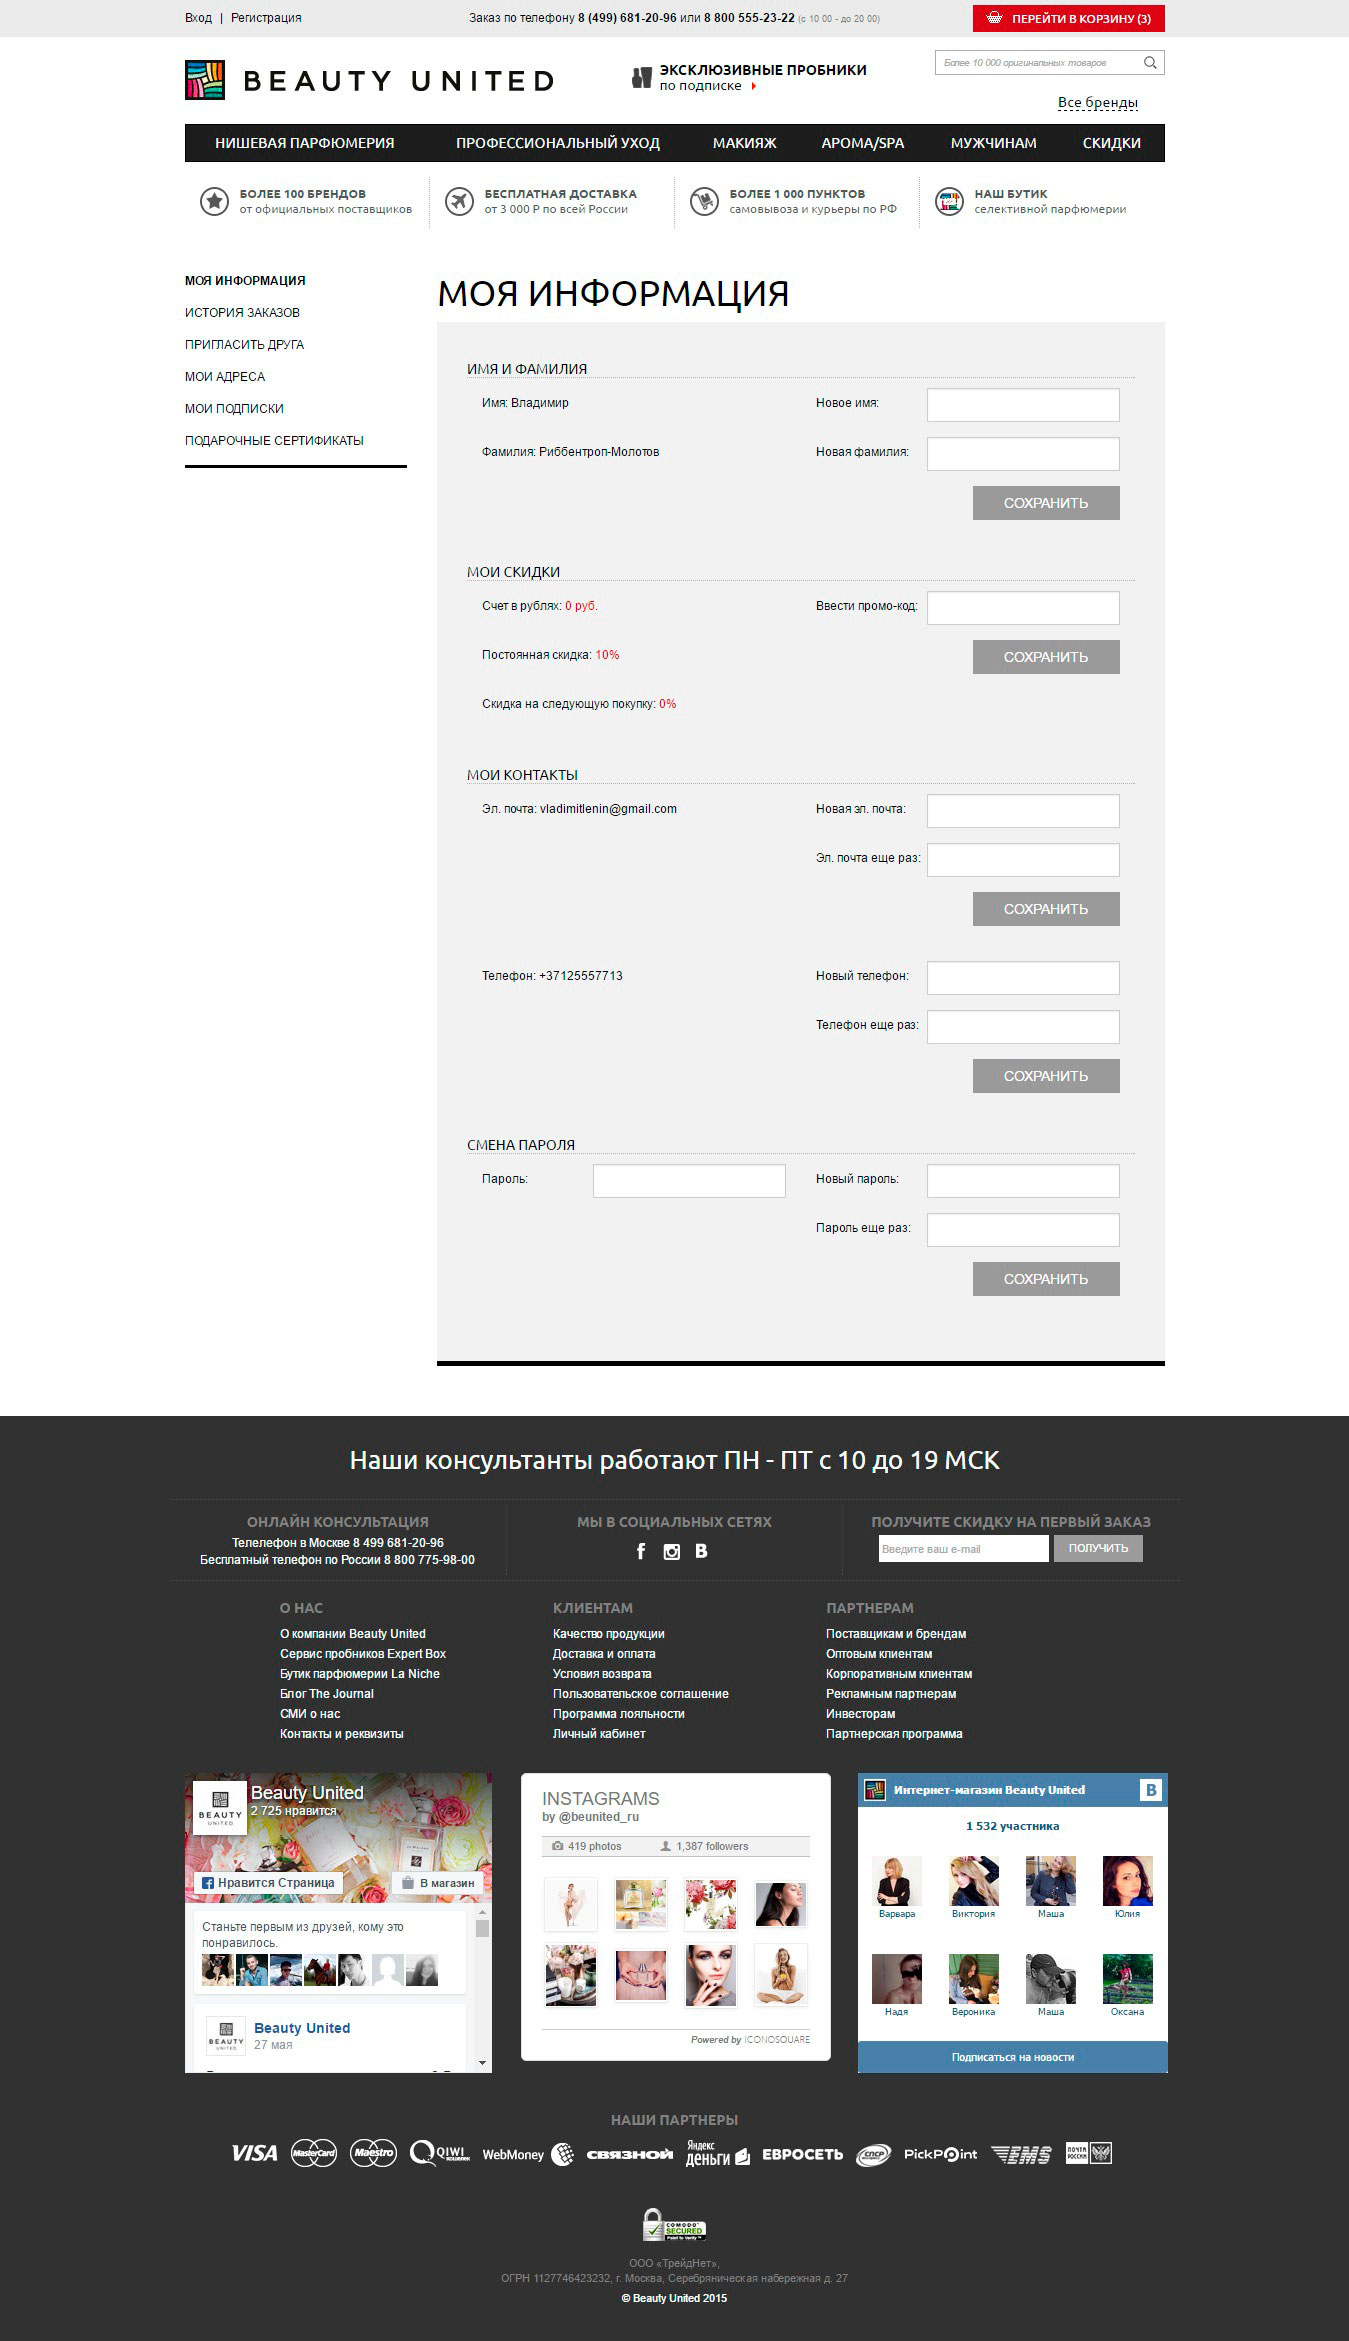 Вход | Регистрация
Заказ по телефону 8 (499) 681-20-96 или 8 800 555-23-22 (с 10 00 - до 20 00)
ПЕРЕЙТИ В КОРЗИНУ (3)
BEAUTY UNITED
ЭКСКЛЮЗИВНЫЕ ПРОБНИКИ
по подписке
Более 10 000 оригинальных товаров
Все бренды
НИШЕВАЯ ПАРФЮМЕРИЯ
ПРОФЕССИОНАЛЬНЫЙ УХОД
МАКИЯЖ
АРОМА/SPA
МУЖЧИНАМ
СКИДКИ
БОЛЕЕ 100 БРЕНДОВ
от официальных поставщиков
БЕСПЛАТНАЯ ДОСТАВКА
от 3 000 Р по всей России
БОЛЕЕ 1 000 ПУНКТОВ
самовывоза и курьеры по РФ
НАШ БУТИК
селективной парфюмерии
МОЯ ИНФОРМАЦИЯ
ИСТОРИЯ ЗАКАЗОВ
ПРИГЛАСИТЬ ДРУГА
МОИ АДРЕСА
МОИ ПОДПИСКИ
ПОДАРОЧНЫЕ СЕРТИФИКАТЫ
МОЯ ИНФОРМАЦИЯ
ИМЯ И ФАМИЛИЯ
Имя: Владимир
Новое имя:
Фамилия: Риббентроп-Молотов
Новая фамилия:
СОХРАНИТЬ
МОИ СКИДКИ
Счет в рублях: 0 руб.
Ввести промо-код:
Постоянная скидка: 10%
СОХРАНИТЬ
Скидка на следующую покупку: 0%
МОИ КОНТАКТЫ
Эл. почта: vladimitlenin@gmail.com
Новая эл. почта:
Эл. почта еще раз:
СОХРАНИТЬ
Телефон: +37125557713
Новый телефон:
Телефон еще раз:
СОХРАНИТЬ
СМЕНА ПАРОЛЯ
Пароль:
Новый пароль:
Пароль еще раз:
СОХРАНИТЬ
Наши консультанты работают ПН - ПТ с 10 до 19 МСК
ОНЛАЙН КОНСУЛЬТАЦИЯ
Телелефон в Москве 8 499 681-20-96
Бесплатный телефон по России 8 800 775-98-00
МЫ В СОЦИАЛЬНЫХ СЕТЯХ
ПОЛУЧИТЕ СКИДКУ НА ПЕРВЫЙ ЗАКАЗ
Введите ваш e-mail
ПОЛУЧИТЬ
О НАС
О компании Beauty United
Сервис пробников Expert Box
Бутик парфюмерии La Niche
Блог The Journal
СМИ о нас
Контакты и реквизиты
КЛИЕНТАМ
Качество продукции
Доставка и оплата
Условия возврата
Пользовательское соглашение
Программа лояльности
Личный кабинет
ПАРТНЕРАМ
Поставщикам и брендам
Оптовым клиентам
Корпоративным клиентам
Рекламным партнерам
Инвесторам
Партнерская программа
BEAUTY
UNITED
Beauty United
2 725 нравится
Нравится Страница
В магазин
Станьте первым из друзей, кому это
понравилось.
BEAUTY
UNITED
Beauty United
27 мая
INSTAGRAMS
by @beunited_ru
419 photos
1,387 followers
Powered by ICONOSQUARE
Интернет-магазин Beauty United
1 532 участника
Варвара
Виктория
Маша
Юлия
Надя
Вероника
Маша
Оксана
Подписаться на новости
НАШИ ПАРТНЕРЫ
VISA
MasterCard
Maestro
QIWI
кошелек
WebMoney
СВЯЗНОЙ
Яндекс
деньги
ЕВРОСЕТЬ
СПСР
PickPoint
EMS
ПОЧТА
РОССИИ
COMODO
SECURED
ООО «ТрейдНет»,
ОГРН 1127746423232, г. Москва, Серебряническая набережная д. 27
© Beauty United 2015